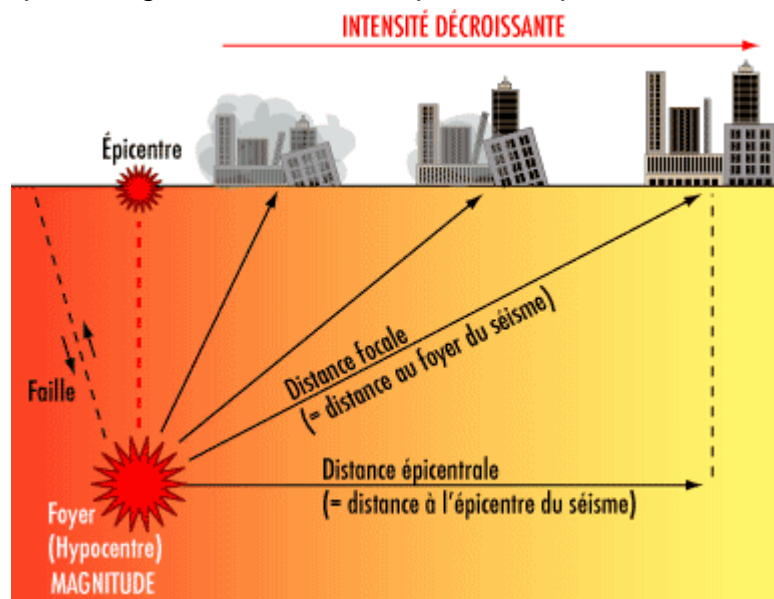 INTENSITÉ DÉCROISSANTE
Épicentre
Distance focale
(= distance au foyer du séisme)
Faille
Distance épicentrale
(= distance à l'épicentre du séisme)
Foyer
(Hypocentre)
MAGNITUDE